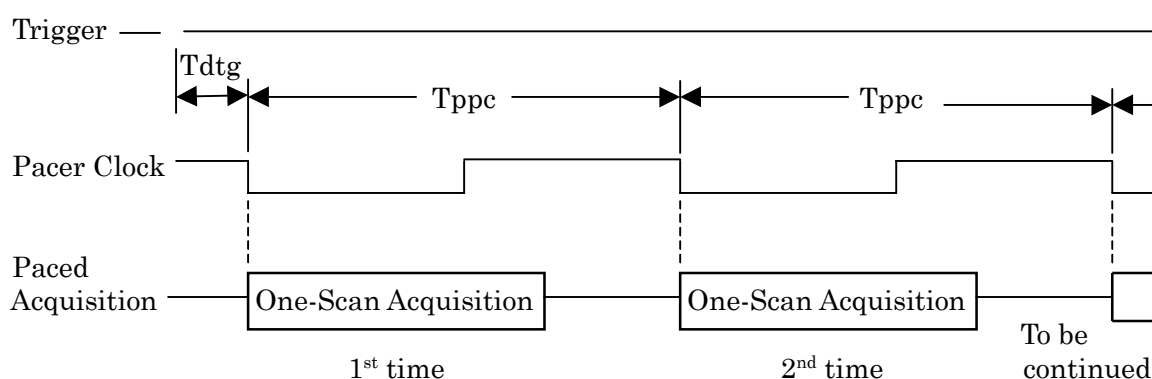 Trigger
Tdtg
Tppc
Tppc
Pacer Clock
Paced
Acquisition
One-Scan Acquisition
One-Scan Acquisition
1st time
2nd time
To be
continued